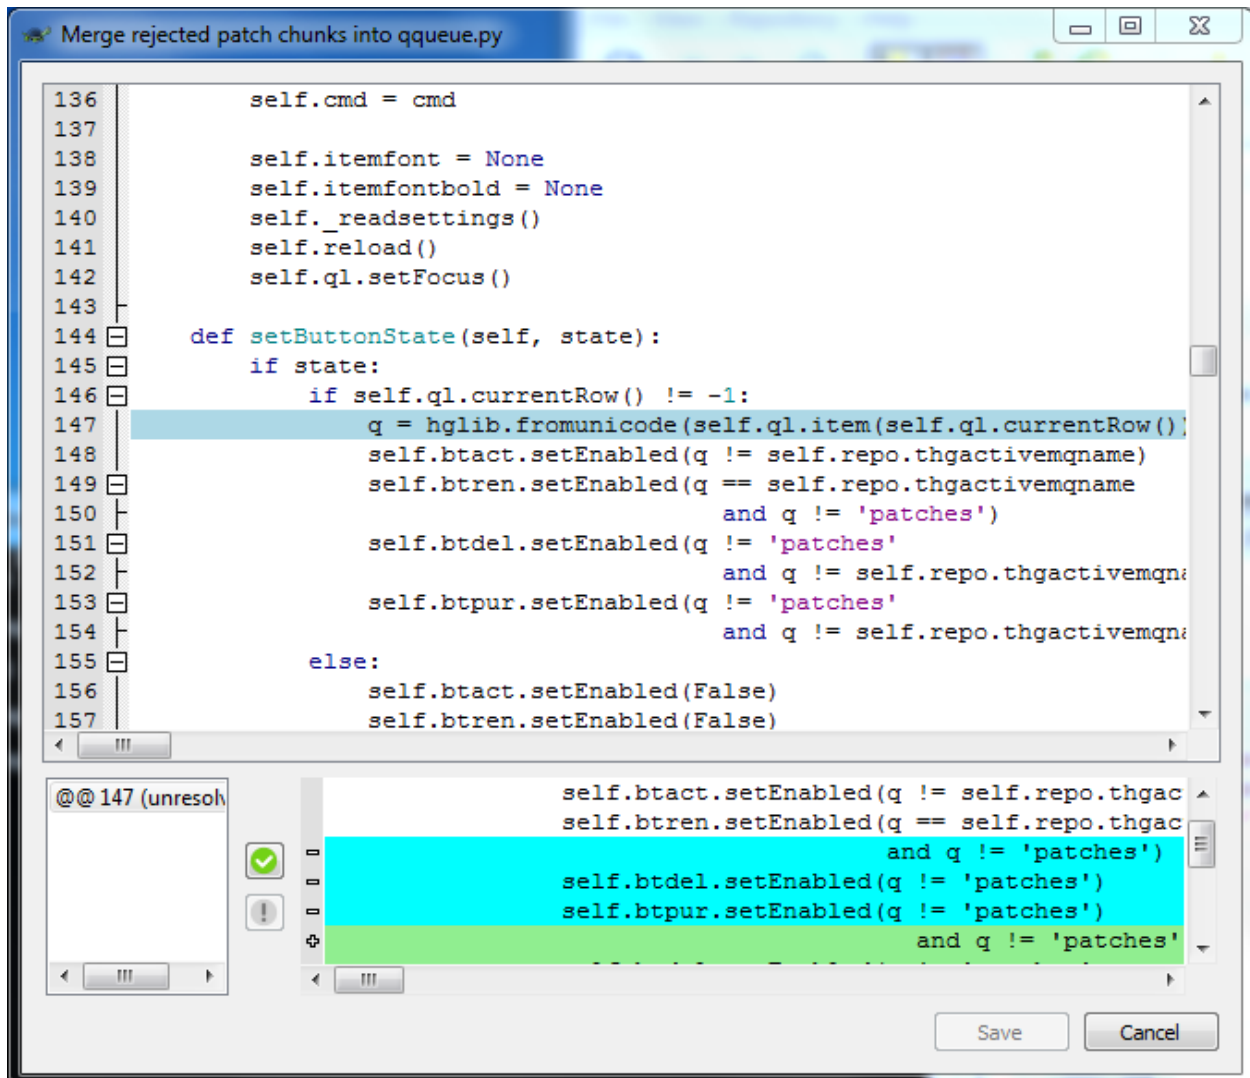 Merge rejected patch chunks into qqueue.py
136 self.cmd = cmd
137
138 self.itemfont = None
139 self.itemfontbold = None
140 self._readsettings()
141 self.reload()
142 self.ql.setFocus()
143
144 def setButtonState(self, state):
145 if state:
146 if self.ql.currentRow() != -1:
147 q = hglib.fromunicode(self.ql.item(self.ql.currentRow()
148 self.btact.setEnabled(q != self.repo.thgactivemqname)
149 self.btren.setEnabled(q == self.repo.thgactivemqname
150 and q != 'patches')
151 self.btdel.setEnabled(q != 'patches'
152 and q != self.repo.thgactivemqna
153 self.btpur.setEnabled(q != 'patches'
154 and q != self.repo.thgactivemqna
155 else:
156 self.btact.setEnabled(False)
157 self.btren.setEnabled(False)
@@ 147 (unresolv
self.btact.setEnabled(q != self.repo.thgac
self.btren.setEnabled(q == self.repo.thgac
- and q != 'patches')
- self.btdel.setEnabled(q != 'patches')
- self.btpur.setEnabled(q != 'patches')
+ and q != 'patches'
Save
Cancel